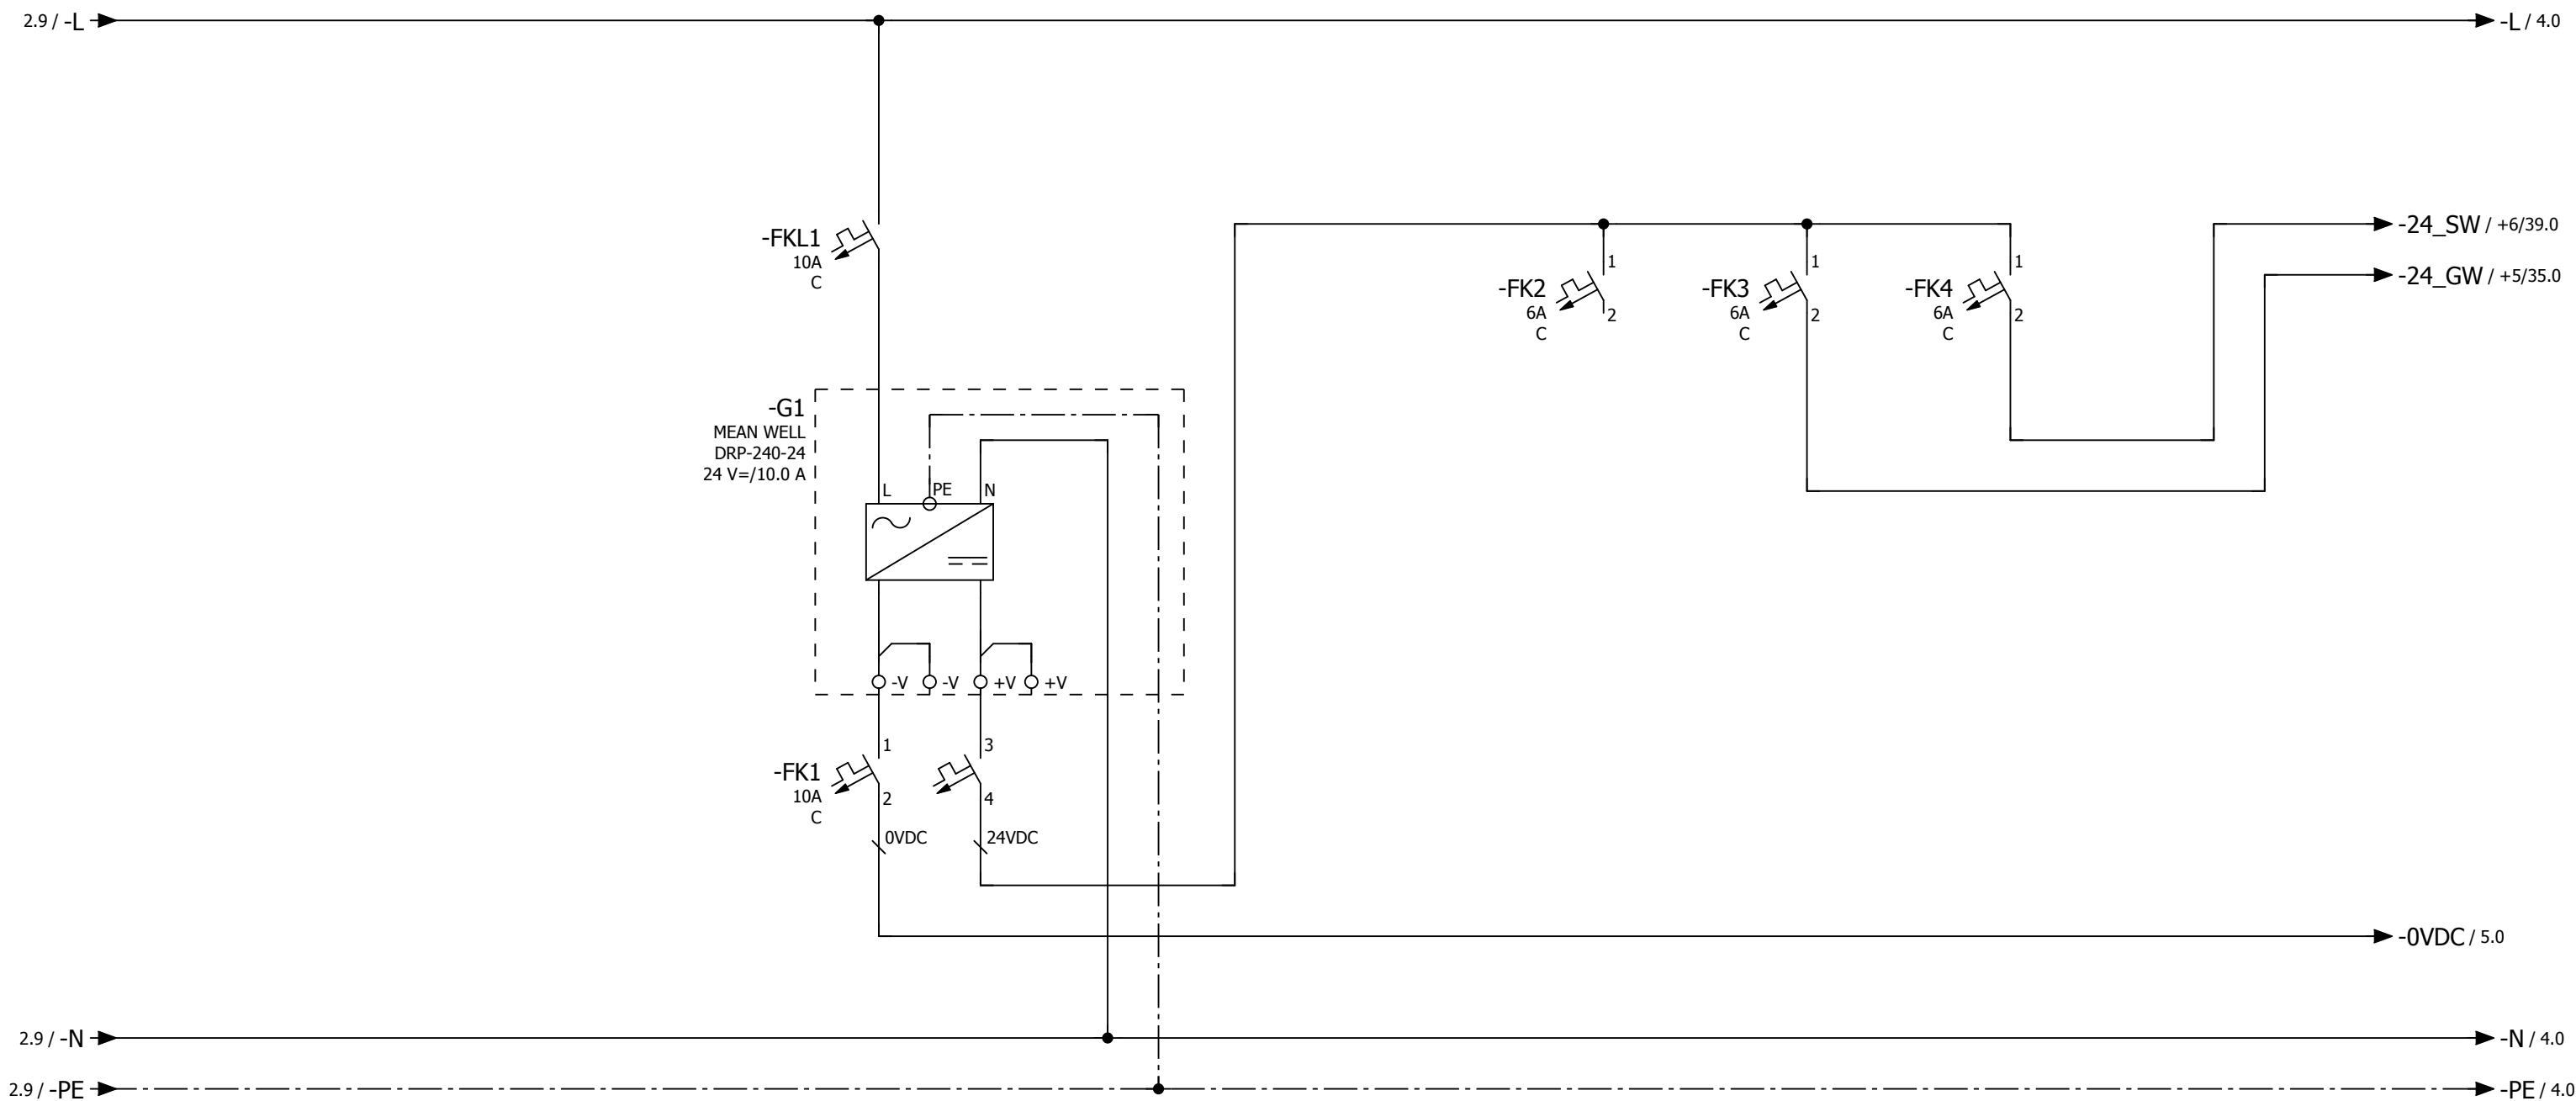 2.9 / -L
-L / 4.0
-FKL1
10A
C
-24_SW / +6/39.0
-24_GW / +5/35.0
1
-FK2
6A
C
2
1
-FK3
6A
C
2
1
-FK4
6A
C
2
-G1
MEAN WELL
DRP-240-24
24 V=/10.0 A
L
PE
N
-V
-V
+V
+V
1
-FK1
10A
C
2
3
4
0VDC
24VDC
-0VDC / 5.0
2.9 / -N
-N / 4.0
2.9 / -PE
-PE / 4.0